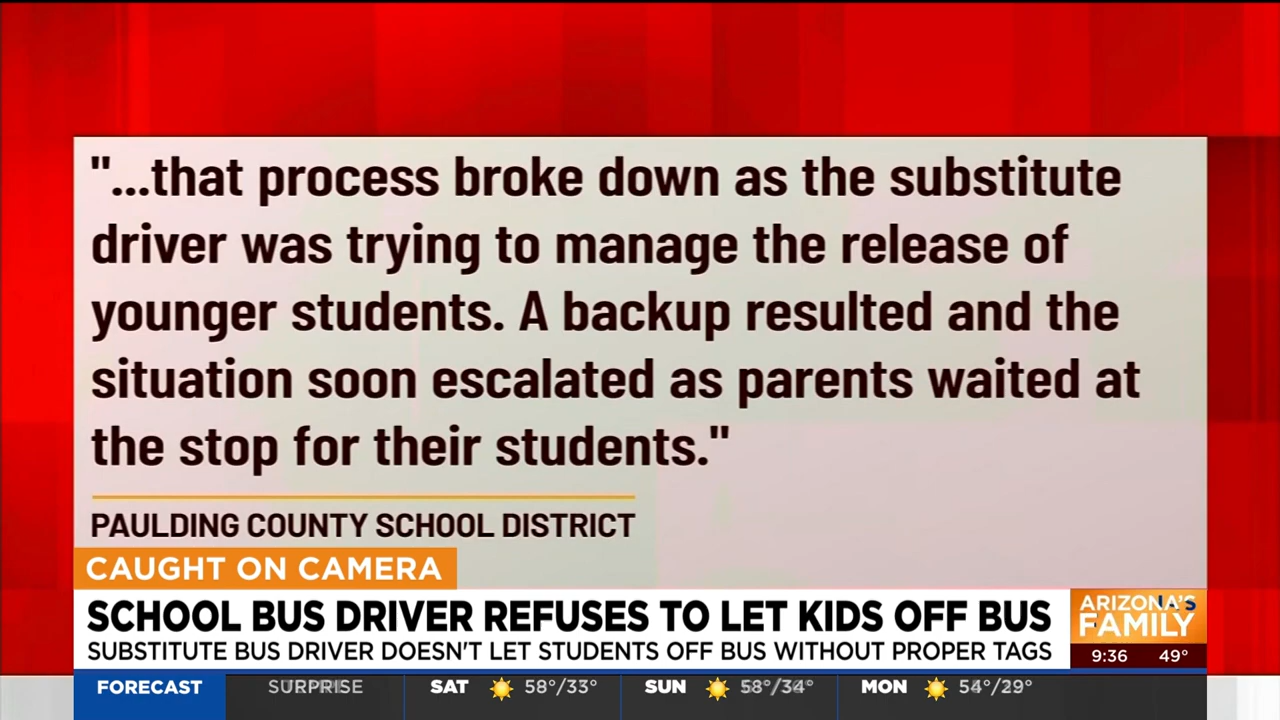 "...that process broke down as the substitute
driver was trying to manage the release of
younger students. A backup resulted and the
situation soon escalated as parents waited at
the stop for their students."
PAULDING COUNTY SCHOOL DISTRICT
CAUGHT ON CAMERA
SCHOOL BUS DRIVER REFUSES TO LET KIDS OFF BUS
SUBSTITUTE BUS DRIVER DOESN'T LET STUDENTS OFF BUS WITHOUT PROPER TAGS
ARIZONA'S
FAMILY
9:36 49°
FORECAST SURPRISE SAT 58°/33° SUN 58°/34° MON 54°/29°